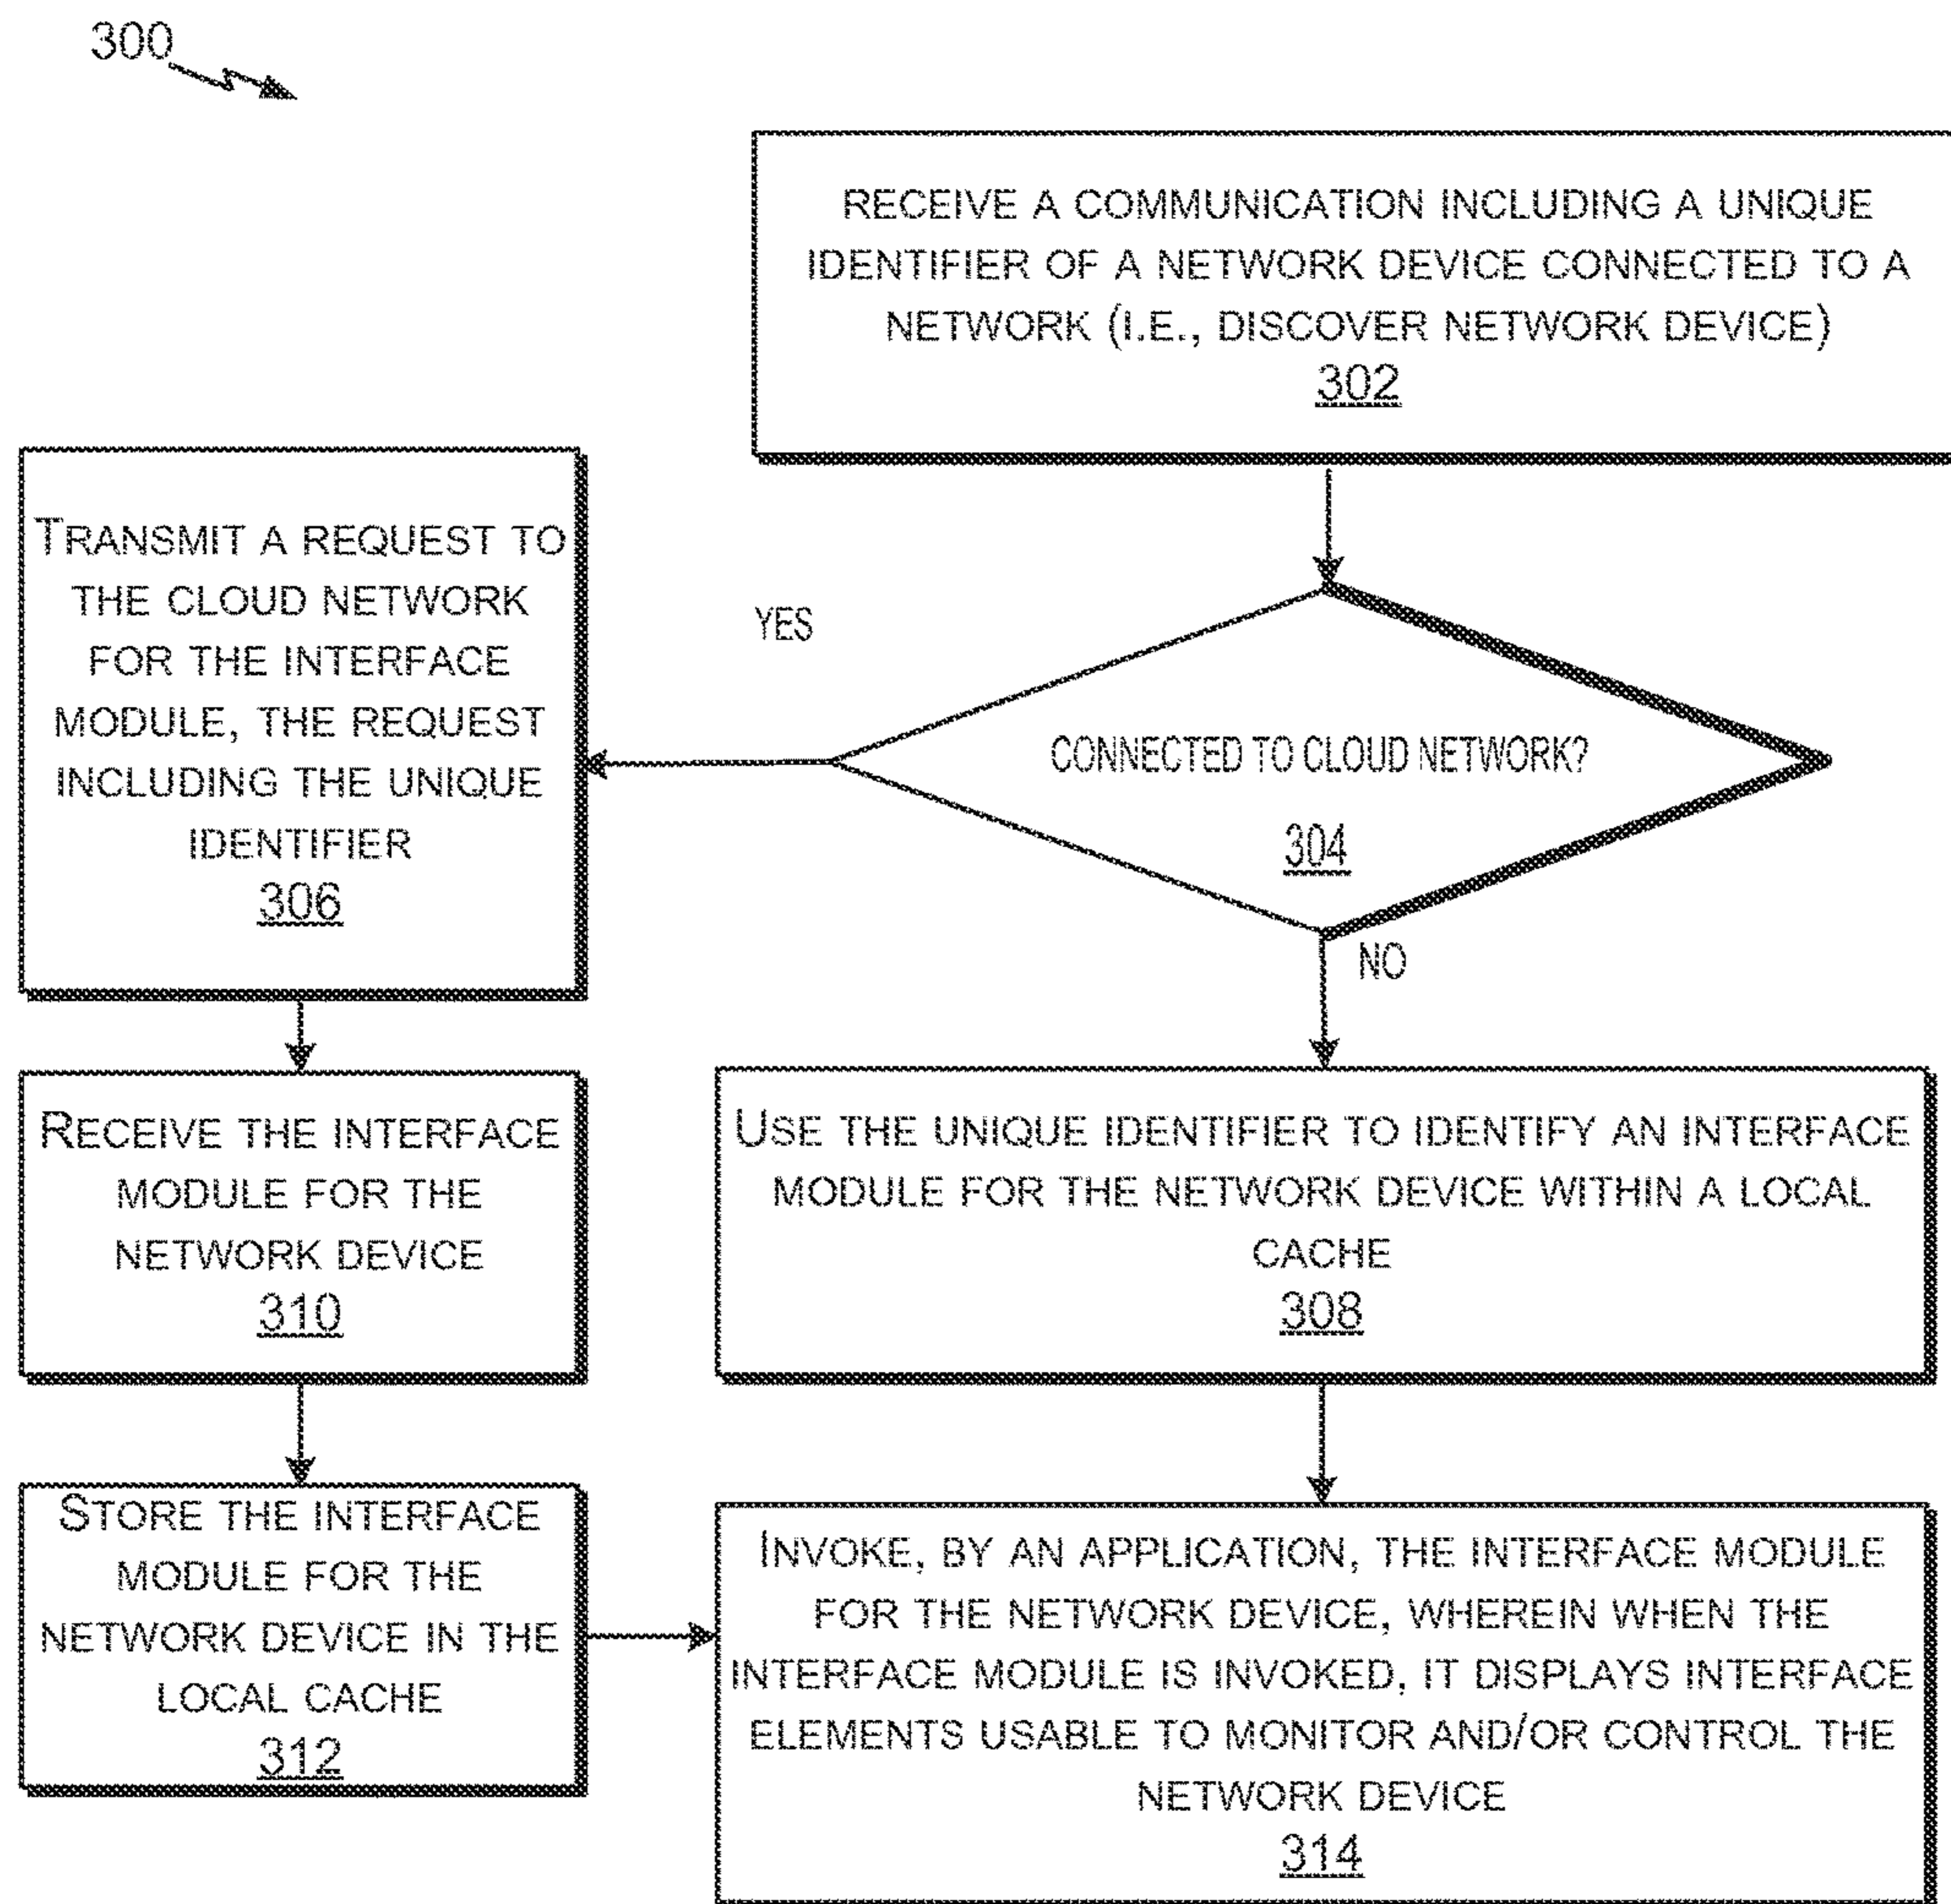 300
RECEIVE A COMMUNICATION INCLUDING A UNIQUE
IDENTIFIER OF A NETWORK DEVICE CONNECTED TO A
NETWORK (I.E., DISCOVER NETWORK DEVICE)
302
YES
CONNECTED TO CLOUD NETWORK?
304
NO
TRANSMIT A REQUEST TO
THE CLOUD NETWORK
FOR THE INTERFACE
MODULE, THE REQUEST
INCLUDING THE UNIQUE
IDENTIFIER
306
USE THE UNIQUE IDENTIFIER TO IDENTIFY AN INTERFACE
MODULE FOR THE NETWORK DEVICE WITHIN A LOCAL
CACHE
308
RECEIVE THE INTERFACE
MODULE FOR THE
NETWORK DEVICE
310
STORE THE INTERFACE
MODULE FOR THE
NETWORK DEVICE IN THE
LOCAL CACHE
312
INVOKE, BY AN APPLICATION, THE INTERFACE MODULE
FOR THE NETWORK DEVICE, WHEREIN WHEN THE
INTERFACE MODULE IS INVOKED, IT DISPLAYS INTERFACE
ELEMENTS USABLE TO MONITOR AND/OR CONTROL THE
NETWORK DEVICE
314